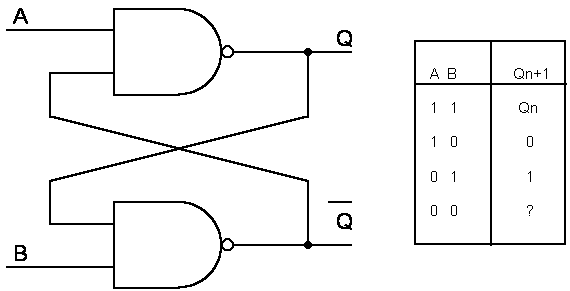 A
Q
B
Q̅
A B Qn+1
1 1 Qn
1 0 0
0 1 1
0 0 ?